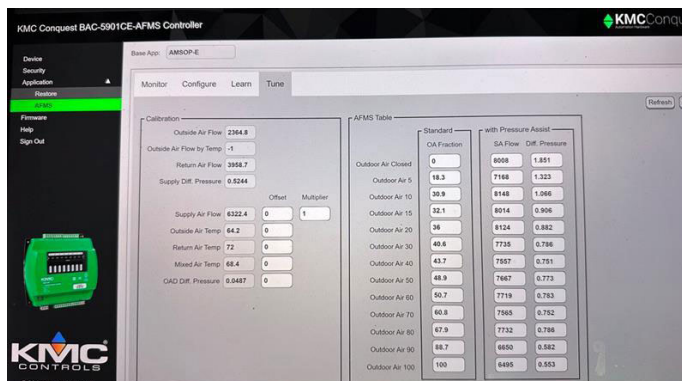 KMC Conquest BAC-5901CE-AFMS Controller
KMCConqu
Device
Security
Application
Restore
AFMS
Firmware
Help
Sign Out
Base App: AMSOP-E
Monitor Configure Learn Tune
Refresh
Calibration
Outside Air Flow 2364.8
Outside Air Flow by Temp -1
Return Air Flow 3958.7
Supply Diff. Pressure 0.5244
Offset Multiplier
Supply Air Flow 6322.4 0 1
Outside Air Temp 64.2 0
Return Air Temp 72 0
Mixed Air Temp 68.4 0
OAD Diff. Pressure 0.0487 0
AFMS Table
Standard with Pressure Assist
OA Fraction SA Flow Diff. Pressure
Outdoor Air Closed 0 8008 1.851
Outdoor Air 5 18.3 7168 1.323
Outdoor Air 10 30.9 8148 1.066
Outdoor Air 15 32.1 8014 0.906
Outdoor Air 20 36 8124 0.882
Outdoor Air 30 40.6 7735 0.786
Outdoor Air 40 43.7 7557 0.751
Outdoor Air 50 48.9 7667 0.773
Outdoor Air 60 50.7 7719 0.783
Outdoor Air 70 60.8 7565 0.752
Outdoor Air 80 67.9 7732 0.786
Outdoor Air 90 88.7 6650 0.582
Outdoor Air 100 100 6495 0.553
KMC
CONTROLS